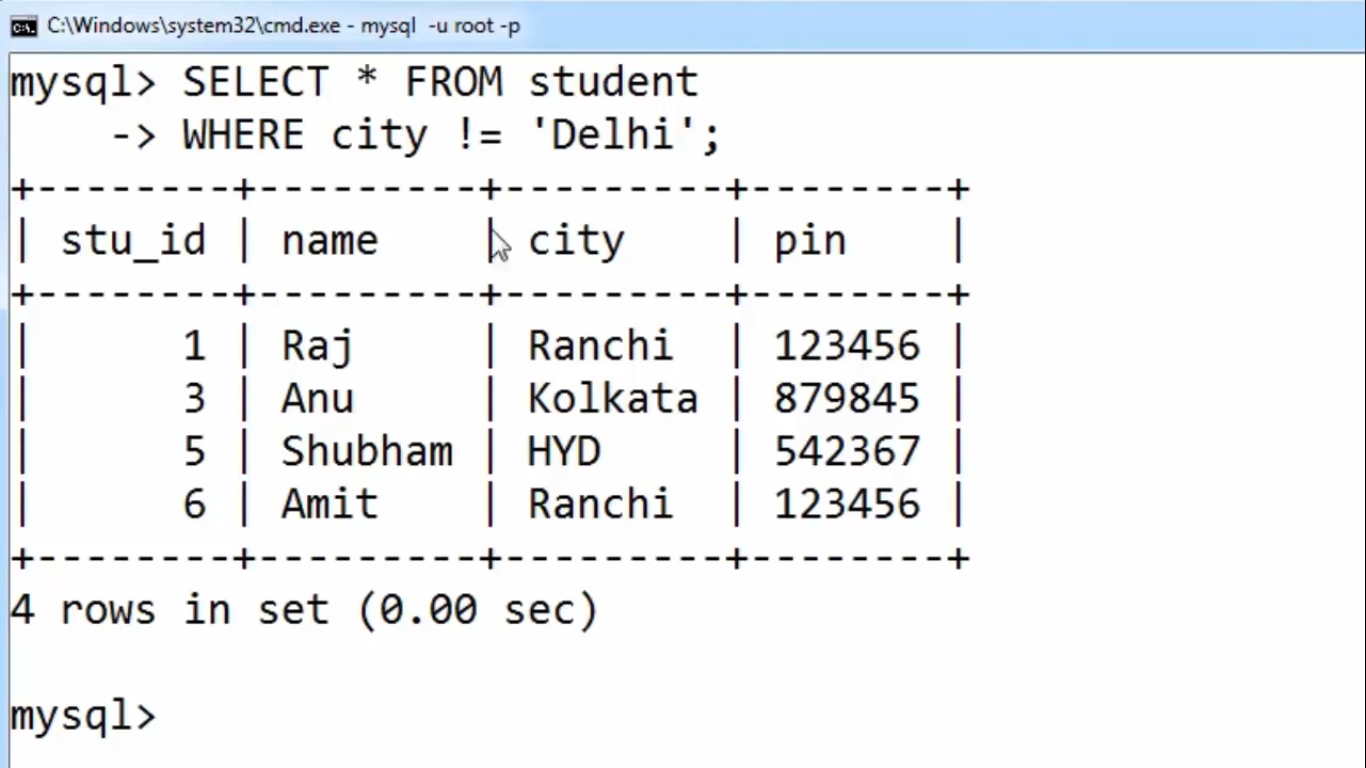 C:\Windows\system32\cmd.exe - mysql  -u root -p
mysql> SELECT * FROM student
    -> WHERE city != 'Delhi';
+--------+---------+---------+--------+
| stu_id | name    | city    | pin    |
+--------+---------+---------+--------+
|      1 | Raj     | Ranchi  | 123456 |
|      3 | Anu     | Kolkata | 879845 |
|      5 | Shubham | HYD     | 542367 |
|      6 | Amit    | Ranchi  | 123456 |
+--------+---------+---------+--------+
4 rows in set (0.00 sec)
mysql>